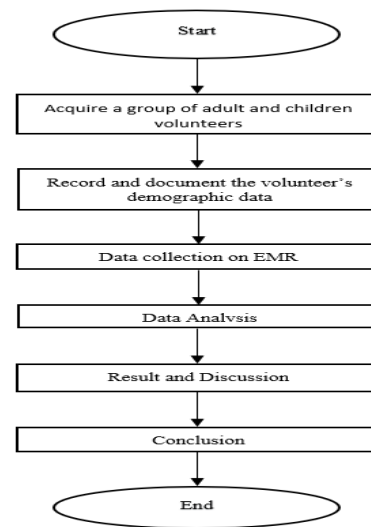 Start
Acquire a group of adult and children
volunteers
Record and document the volunteer's
demographic data
Data collection on EMR
Data Analysis
Result and Discussion
Conclusion
End